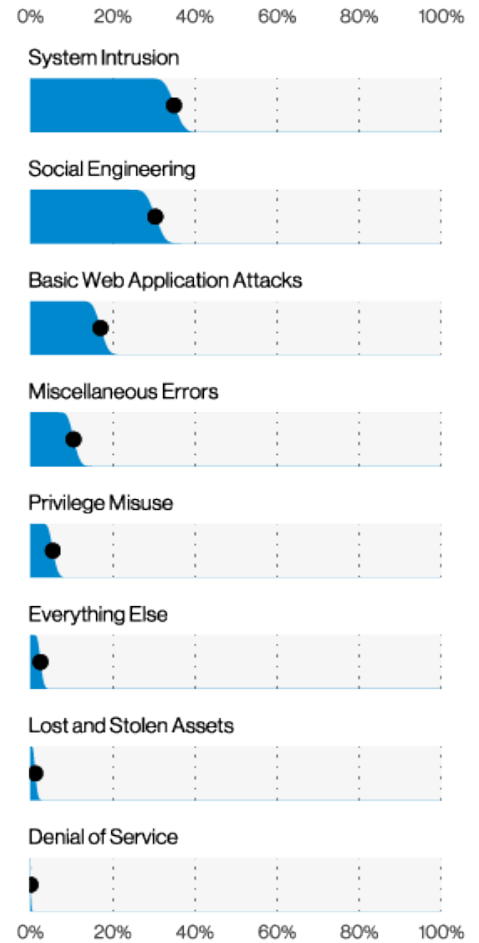 0% 20% 40% 60% 80% 100%
System Intrusion
Social Engineering
Basic Web Application Attacks
Miscellaneous Errors
Privilege Misuse
Everything Else
Lost and Stolen Assets
Denial of Service
0% 20% 40% 60% 80% 100%